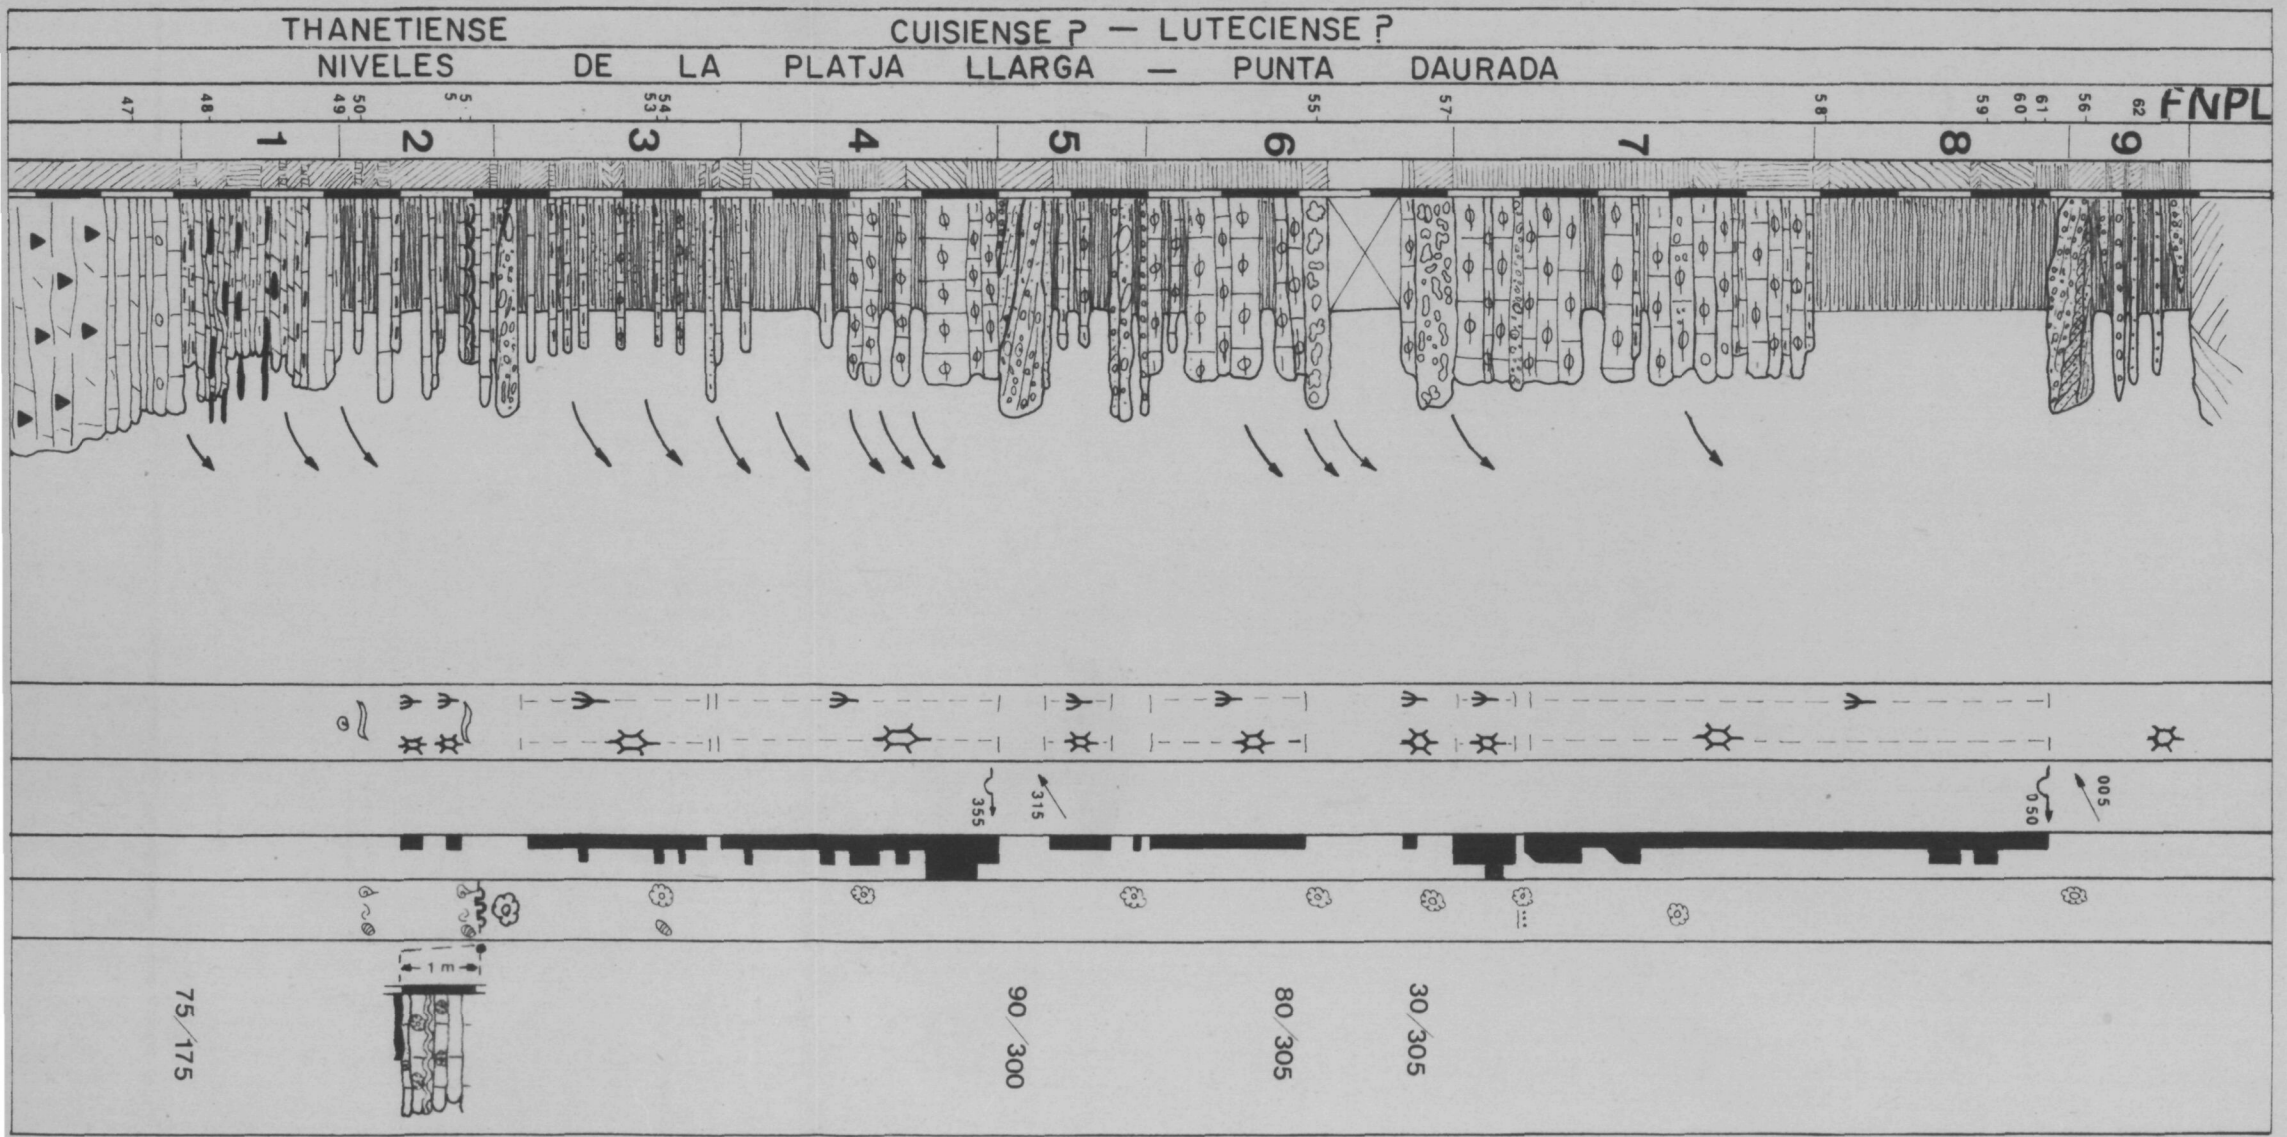 THANETIENSE CUISIENSE ? — LUTECIENSE ?
NIVELES DE LA PLATJA LLARGA — PUNTA DAURADA
47 48 49 50 5 5 53 54 55 57 58 59 60 61 56 62 FNPL
1 2 3 4 5 6 7 8 9
355 315 050 005
1 m
75/175 90/300 80/305 30/305